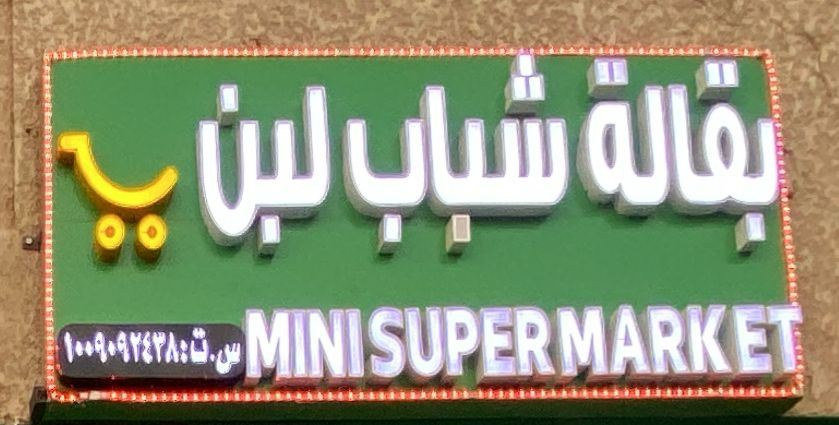 بقالة شباب لبن
MINI SUPER MARKET
س.ت: ١٠٠٩٠٩٢٤٣٨